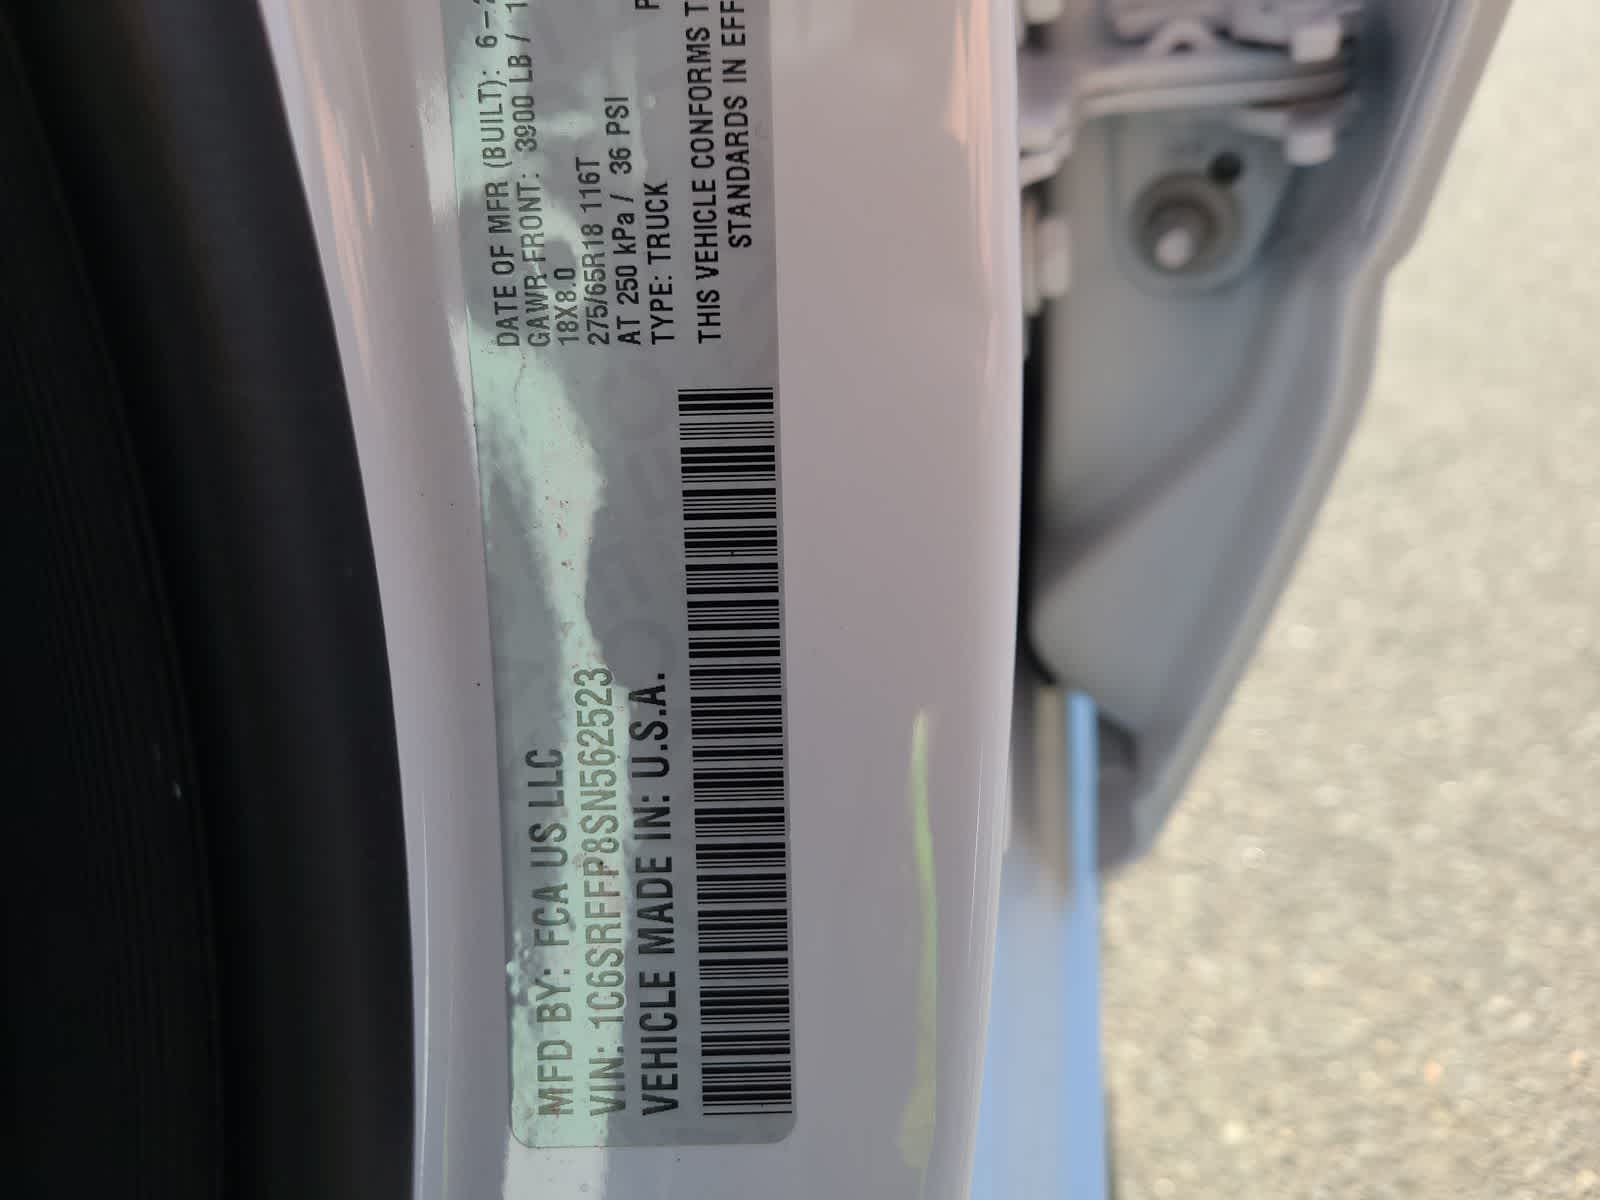 MFD BY: FCA US LLC
VIN: 1C6SRFFP8SN562523
VEHICLE MADE IN: U.S.A.
DATE OF MFR (BUILT): 6-
GAWR FRONT: 3900 LB /
18X8.0
275/65R18 116T
AT 250 kPa / 36 PSI
TYPE: TRUCK
THIS VEHICLE CONFORMS T
STANDARDS IN EFF